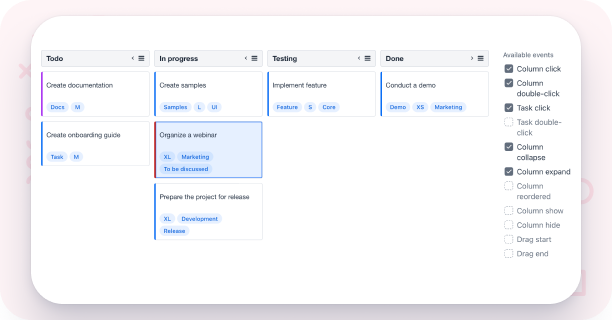 Todo
Create documentation
Docs M
Create onboarding guide
Task M
In progress
Create samples
Samples L UI
Organize a webinar
XL Marketing
To be discussed
Prepare the project for release
XL Development
Release
Testing
Implement feature
Feature S Core
Done
Conduct a demo
Demo XS Marketing
Available events
Column click
Column
double-click
Task click
Task double-
click
Column
collapse
Column expand
Column
reordered
Column show
Column hide
Drag start
Drag end